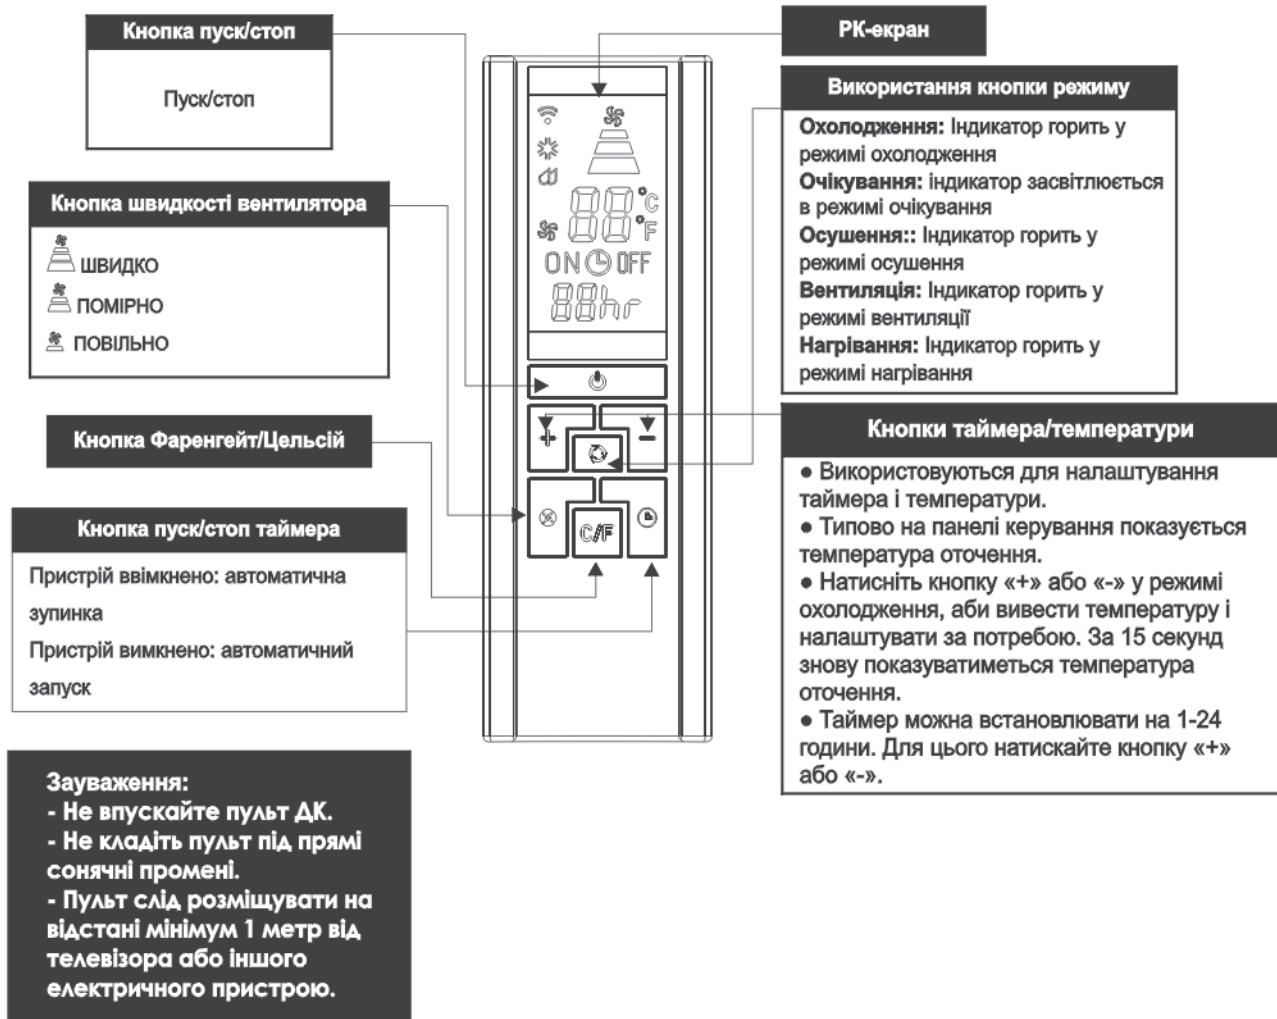 Кнопка пуск/стоп
Пуск/стоп
РК-екран
Використання кнопки режиму
Охолодження: Індикатор горить у
режимі охолодження
Очікування: індикатор засвітлюється
в режимі очікування
Осушення:: Індикатор горить у
режимі осушення
Вентиляція: Індикатор горить у
режимі вентиляції
Нагрівання: Індикатор горить у
режимі нагрівання
Кнопка швидкості вентилятора
ШВИДКО
ПОМІРНО
ПОВІЛЬНО
88°C
°F
ON OFF
88hr
C/F
Кнопка Фаренгейт/Цельсій
Кнопка пуск/стоп таймера
Пристрій ввімкнено: автоматична
зупинка
Пристрій вимкнено: автоматичний
запуск
Кнопки таймера/температури
● Використовуються для налаштування
таймера і температури.
● Типово на панелі керування показується
температура оточення.
● Натисніть кнопку «+» або «-» у режимі
охолодження, аби вивести температуру і
налаштувати за потребою. За 15 секунд
знову показуватиметься температура
оточення.
● Таймер можна встановлювати на 1-24
години. Для цього натискайте кнопку «+»
або «-».
Зауваження:
- Не впускайте пульт ДК.
- Не кладіть пульт під прямі
сонячні промені.
- Пульт слід розміщувати на
відстані мінімум 1 метр від
телевізора або іншого
електричного пристрою.